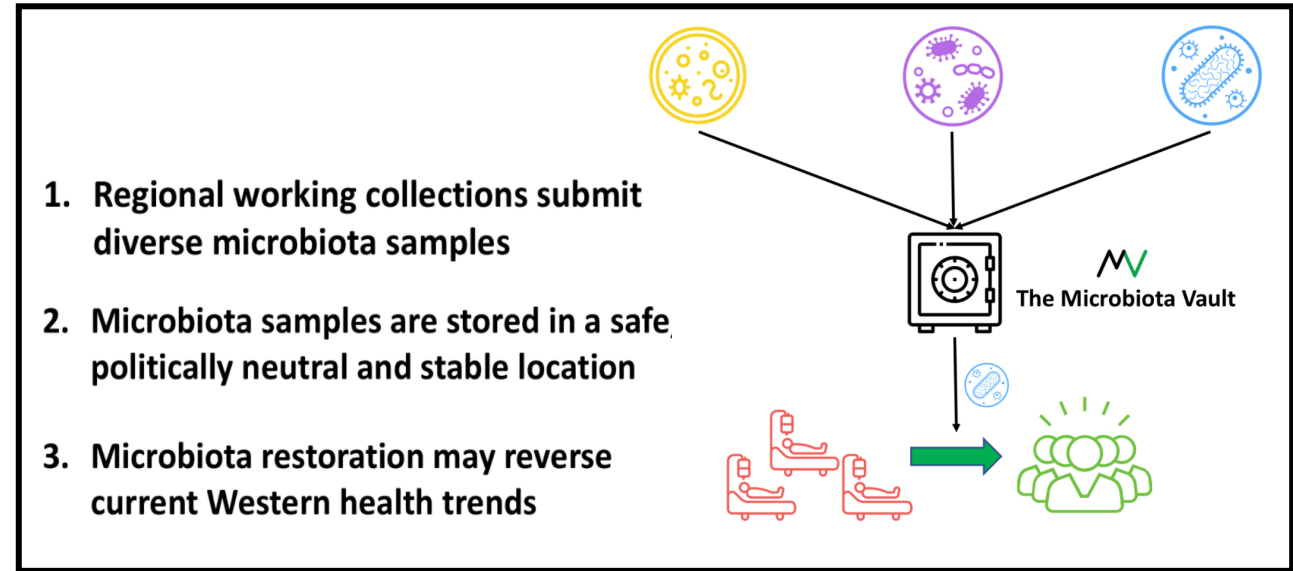 1. Regional working collections submit
diverse microbiota samples
2. Microbiota samples are stored in a safe,
politically neutral and stable location
3. Microbiota restoration may reverse
current Western health trends
MV
The Microbiota Vault